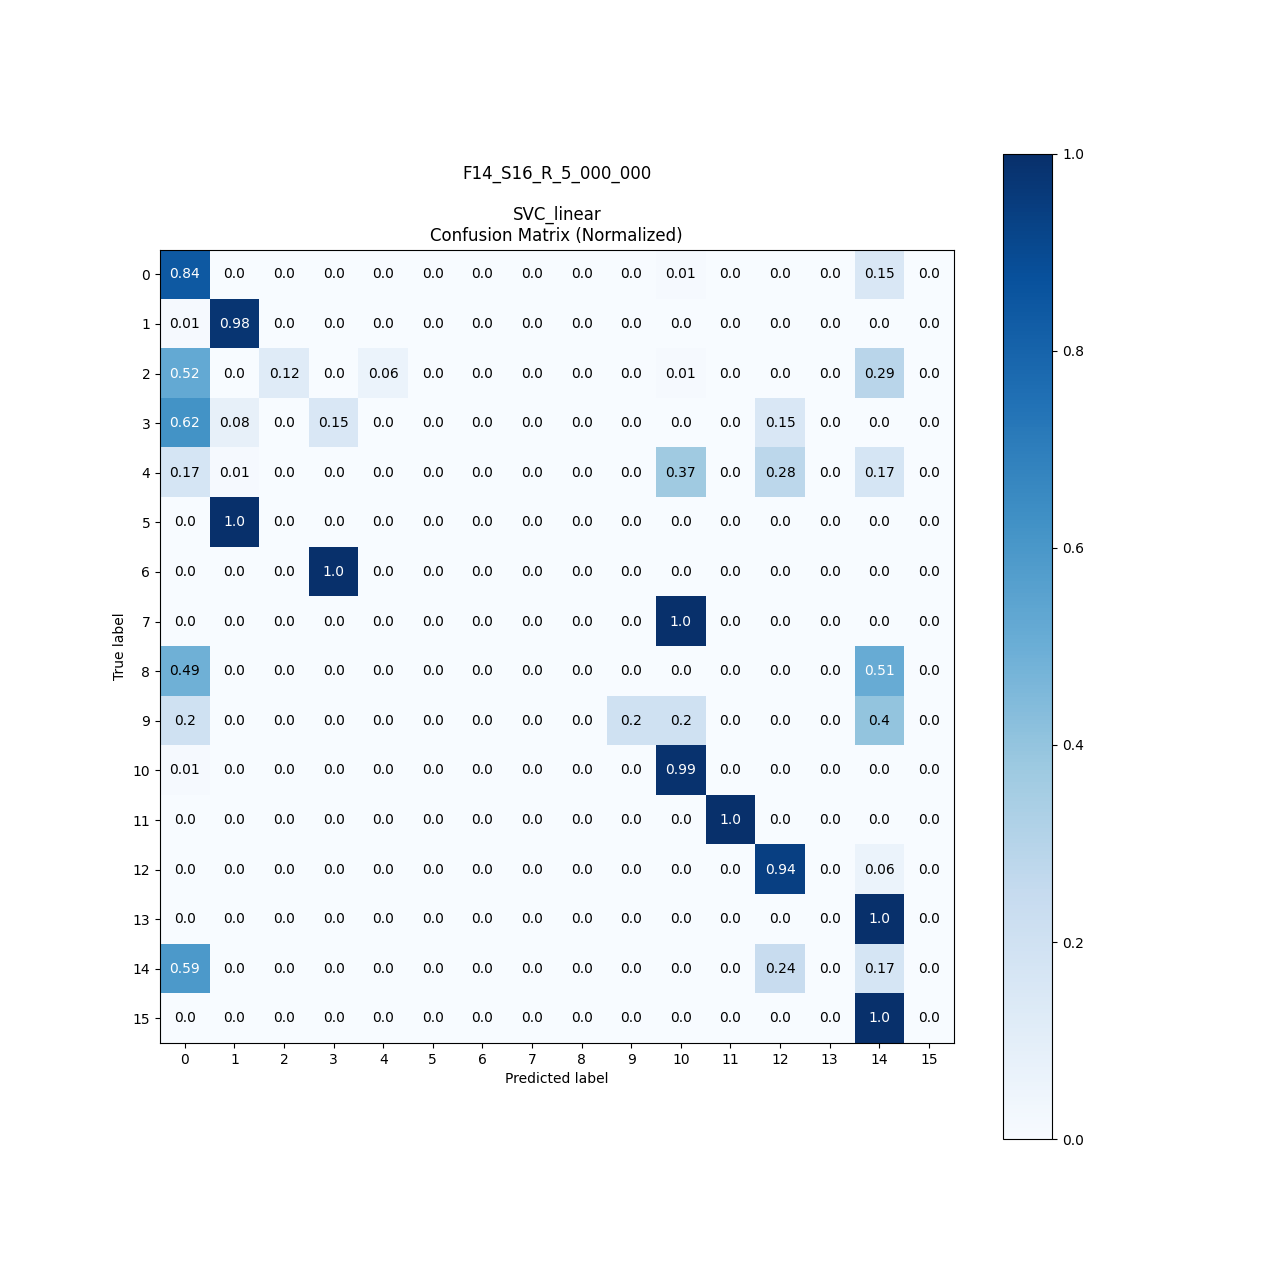 F14_S16_R_5_000_000
SVC_linear
Confusion Matrix (Normalized)
True label
0 0.84 0.0 0.0 0.0 0.0 0.0 0.0 0.0 0.0 0.0 0.01 0.0 0.0 0.0 0.15 0.0
1 0.01 0.98 0.0 0.0 0.0 0.0 0.0 0.0 0.0 0.0 0.0 0.0 0.0 0.0 0.0 0.0
2 0.52 0.0 0.12 0.0 0.06 0.0 0.0 0.0 0.0 0.0 0.01 0.0 0.0 0.0 0.29 0.0
3 0.62 0.08 0.0 0.15 0.0 0.0 0.0 0.0 0.0 0.0 0.0 0.0 0.15 0.0 0.0 0.0
4 0.17 0.01 0.0 0.0 0.0 0.0 0.0 0.0 0.0 0.0 0.37 0.0 0.28 0.0 0.17 0.0
5 0.0 1.0 0.0 0.0 0.0 0.0 0.0 0.0 0.0 0.0 0.0 0.0 0.0 0.0 0.0 0.0
6 0.0 0.0 0.0 1.0 0.0 0.0 0.0 0.0 0.0 0.0 0.0 0.0 0.0 0.0 0.0 0.0
7 0.0 0.0 0.0 0.0 0.0 0.0 0.0 0.0 0.0 0.0 1.0 0.0 0.0 0.0 0.0 0.0
8 0.49 0.0 0.0 0.0 0.0 0.0 0.0 0.0 0.0 0.0 0.0 0.0 0.0 0.0 0.51 0.0
9 0.2 0.0 0.0 0.0 0.0 0.0 0.0 0.0 0.0 0.2 0.2 0.0 0.0 0.0 0.4 0.0
10 0.01 0.0 0.0 0.0 0.0 0.0 0.0 0.0 0.0 0.0 0.99 0.0 0.0 0.0 0.0 0.0
11 0.0 0.0 0.0 0.0 0.0 0.0 0.0 0.0 0.0 0.0 0.0 1.0 0.0 0.0 0.0 0.0
12 0.0 0.0 0.0 0.0 0.0 0.0 0.0 0.0 0.0 0.0 0.0 0.0 0.94 0.0 0.06 0.0
13 0.0 0.0 0.0 0.0 0.0 0.0 0.0 0.0 0.0 0.0 0.0 0.0 0.0 0.0 1.0 0.0
14 0.59 0.0 0.0 0.0 0.0 0.0 0.0 0.0 0.0 0.0 0.0 0.0 0.24 0.0 0.17 0.0
15 0.0 0.0 0.0 0.0 0.0 0.0 0.0 0.0 0.0 0.0 0.0 0.0 0.0 0.0 1.0 0.0
0 1 2 3 4 5 6 7 8 9 10 11 12 13 14 15
Predicted label
1.0
0.8
0.6
0.4
0.2
0.0